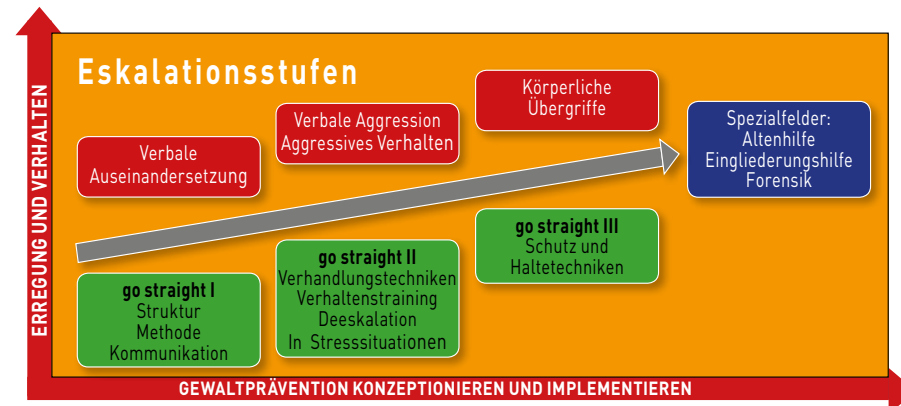 Eskalationsstufen
ERREGUNG UND VERHALTEN
Verbale
Auseinandersetzung
Verbale Aggression
Aggressives Verhalten
Körperliche
Übergriffe
Spezialfelder:
Altenhilfe
Eingliederungshilfe
Forensik
go straight I
Struktur
Methode
Kommunikation
go straight II
Verhandlungstechniken
Verhaltenstraining
Deeskalation
In Stresssituationen
go straight III
Schutz und
Haltetechniken
GEWALTPRÄVENTION KONZEPTIONIEREN UND IMPLEMENTIEREN